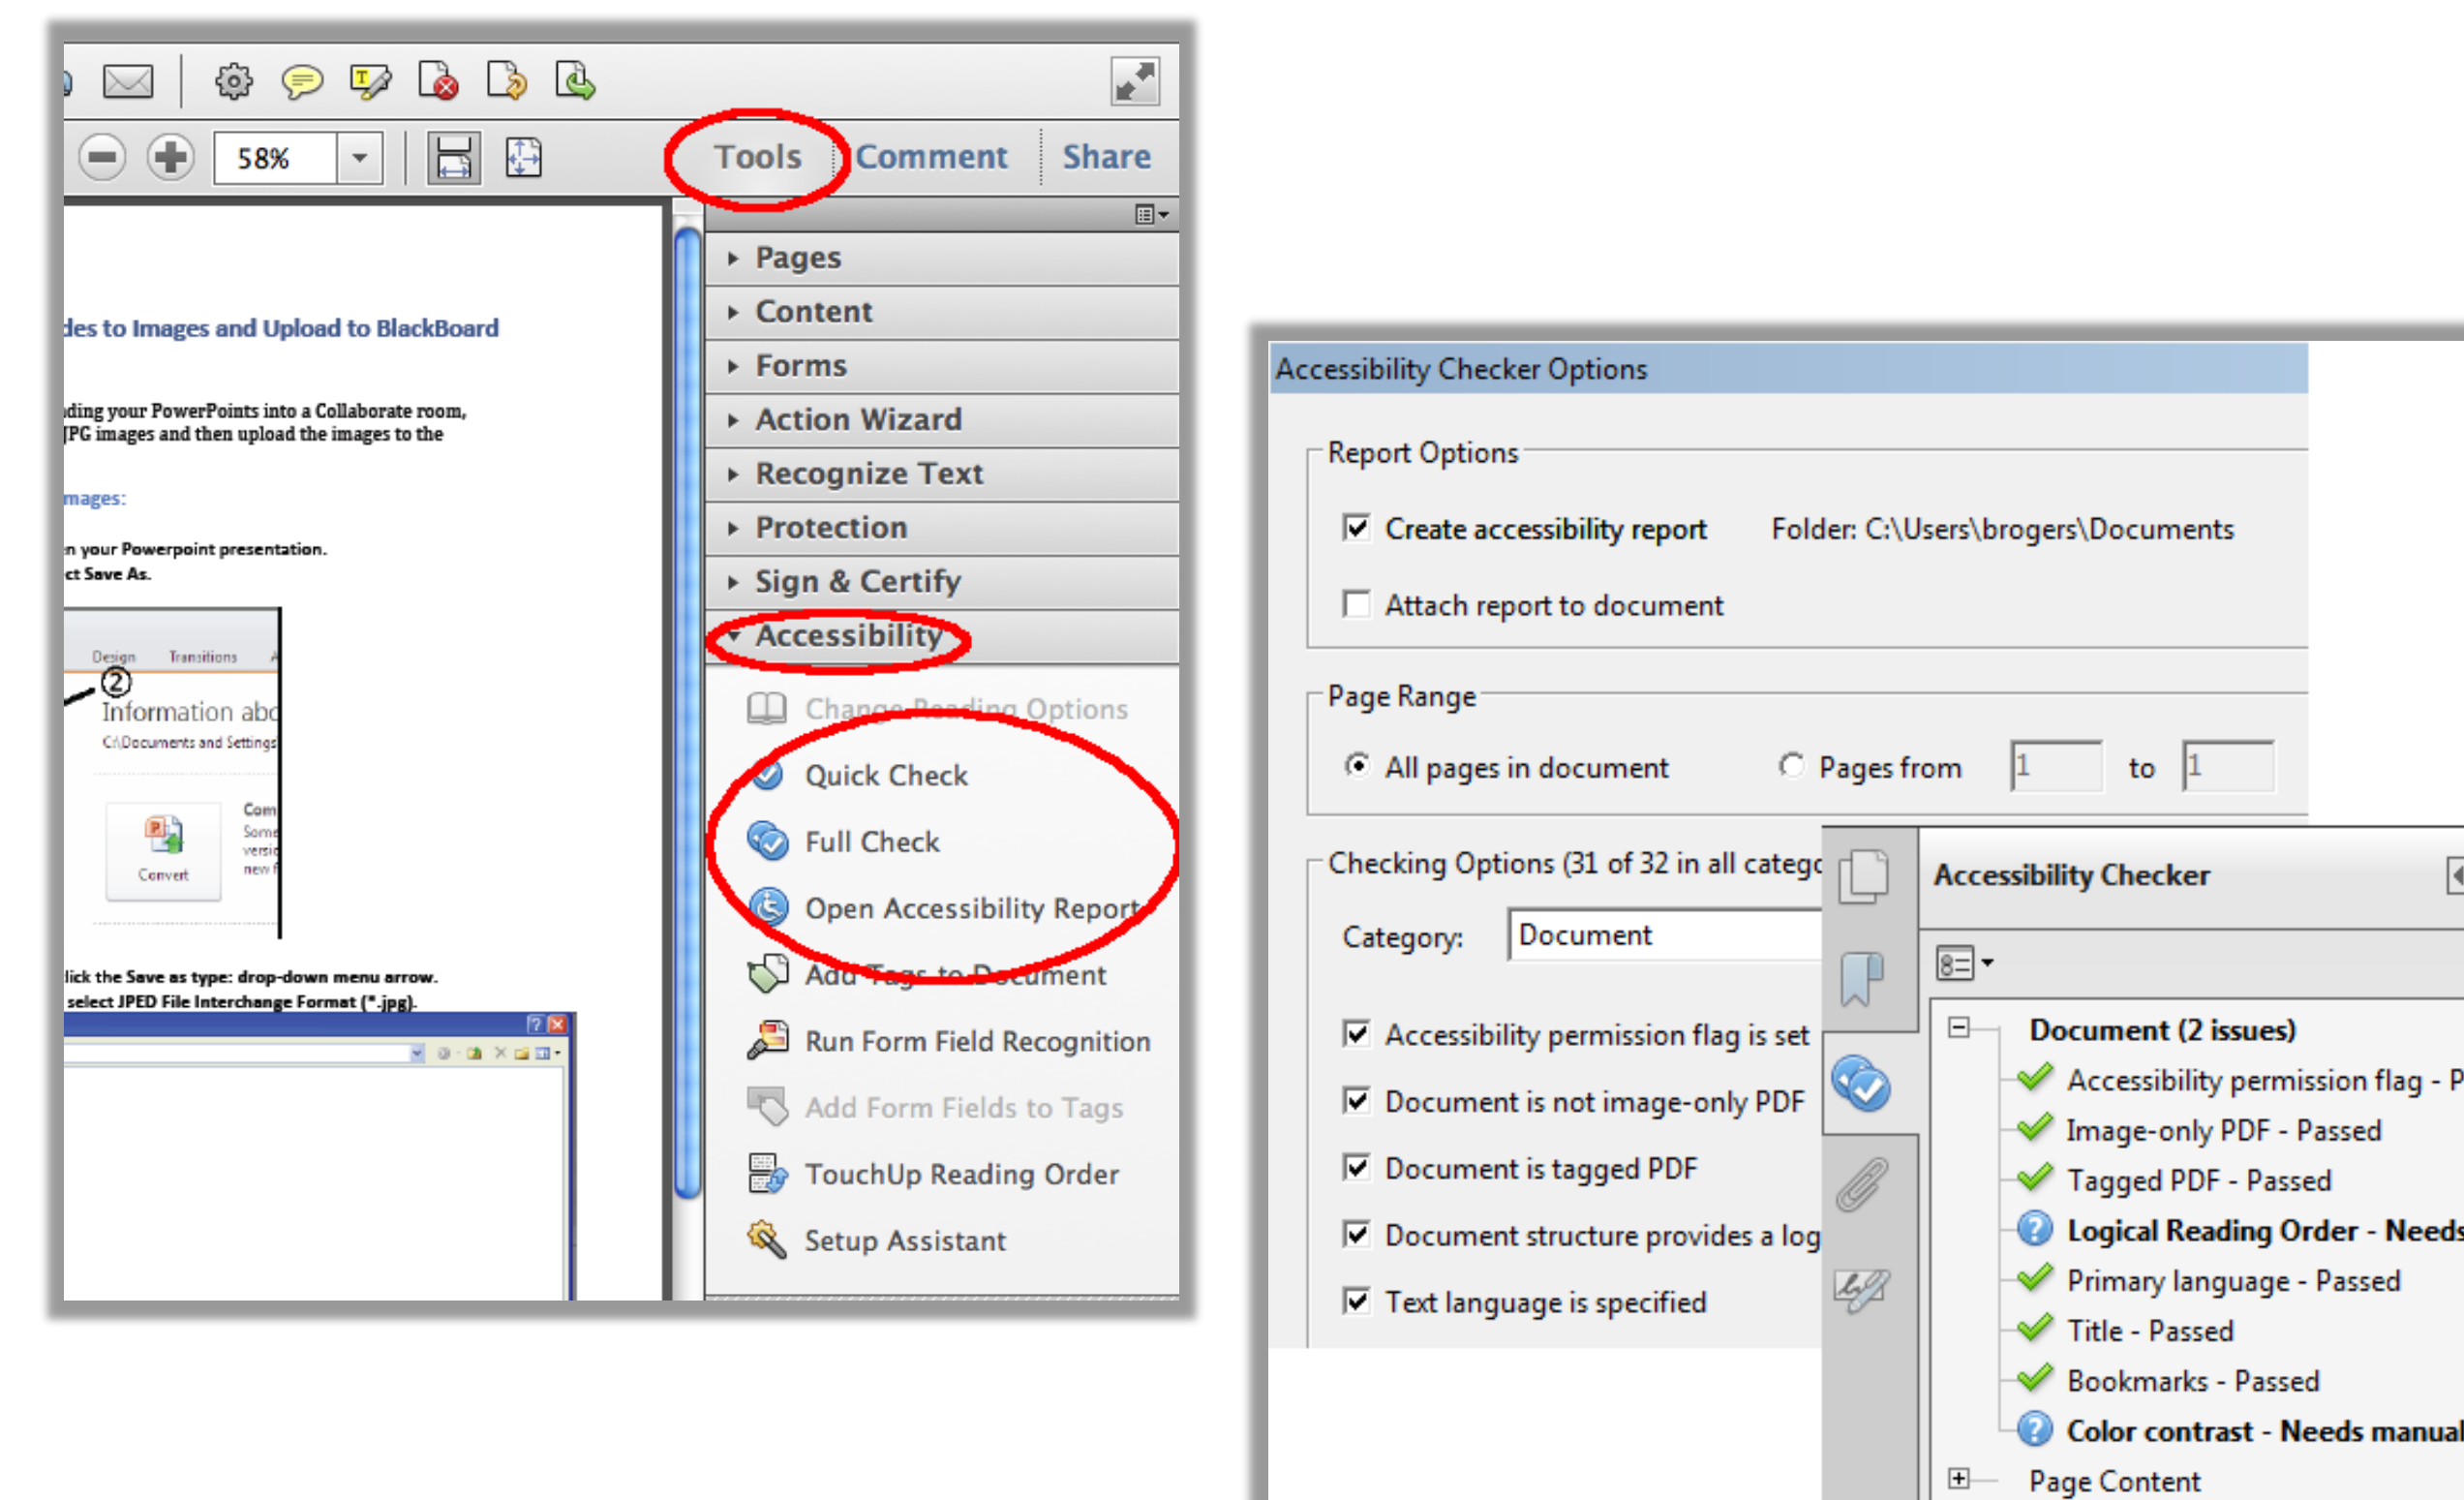 58%
Tools
Comment
Share
des to Images and Upload to BlackBoard
ding your PowerPoints into a Collaborate room,
JPG images and then upload the images to the
mages:
n your Powerpoint presentation.
ct Save As.
Design Transitions A
2
Information abo
C:\Documents and Settings
Convert
Com
Some
versio
new f
lick the Save as type: drop-down menu arrow.
select JPED File Interchange Format (*.jpg).
Pages
Content
Forms
Action Wizard
Recognize Text
Protection
Sign & Certify
Accessibility
Change Reading Options
Quick Check
Full Check
Open Accessibility Report
Add Tags to Document
Run Form Field Recognition
Add Form Fields to Tags
TouchUp Reading Order
Setup Assistant
Accessibility Checker Options
Report Options
Create accessibility report Folder: C:\Users\brogers\Documents
Attach report to document
Page Range
All pages in document Pages from 1 to 1
Checking Options (31 of 32 in all catego
Category: Document
Accessibility permission flag is set
Document is not image-only PDF
Document is tagged PDF
Document structure provides a log
Text language is specified
Accessibility Checker
Document (2 issues)
Accessibility permission flag - P
Image-only PDF - Passed
Tagged PDF - Passed
Logical Reading Order - Needs
Primary language - Passed
Title - Passed
Bookmarks - Passed
Color contrast - Needs manual
Page Content